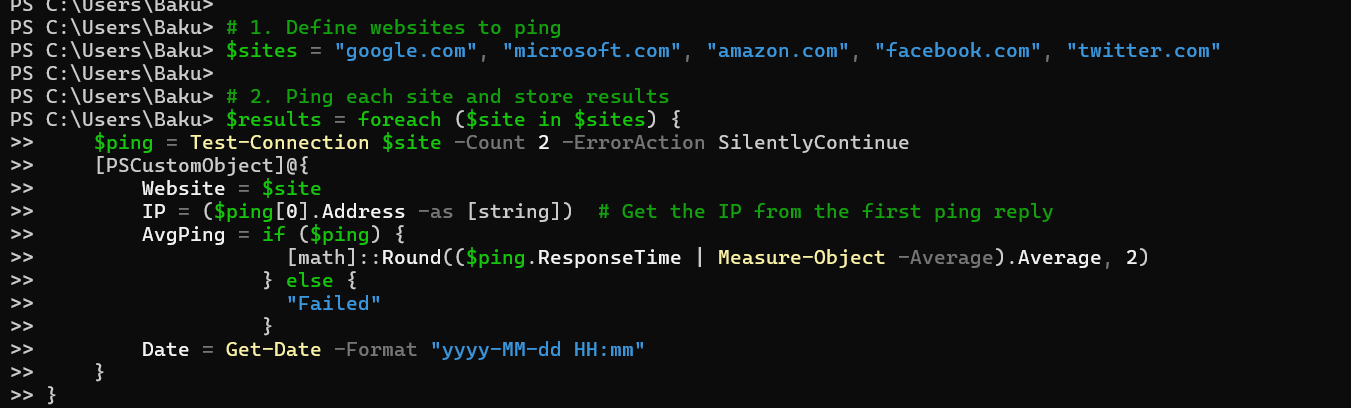 PS C:\Users\Baku>
PS C:\Users\Baku> # 1. Define websites to ping
PS C:\Users\Baku> $sites = "google.com", "microsoft.com", "amazon.com", "facebook.com", "twitter.com"
PS C:\Users\Baku>
PS C:\Users\Baku> # 2. Ping each site and store results
PS C:\Users\Baku> $results = foreach ($site in $sites) {
>>     $ping = Test-Connection $site -Count 2 -ErrorAction SilentlyContinue
>>     [PSCustomObject]@{
>>         Website = $site
>>         IP = ($ping[0].Address -as [string])  # Get the IP from the first ping reply
>>         AvgPing = if ($ping) {
>>                     [math]::Round(($ping.ResponseTime | Measure-Object -Average).Average, 2)
>>                   } else {
>>                     "Failed"
>>                   }
>>         Date = Get-Date -Format "yyyy-MM-dd HH:mm"
>>     }
>> }